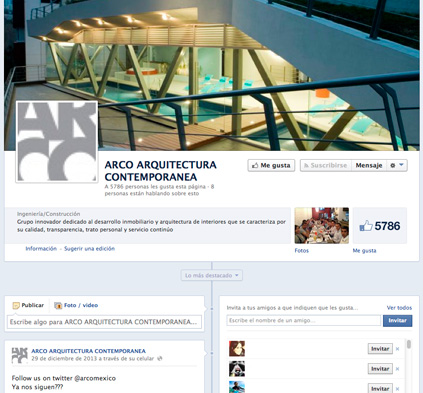 ARCO
ARCO ARQUITECTURA
CONTEMPORANEA
A 5786 personas les gusta esta página · 8
personas están hablando sobre esto
Me gusta
Suscribirse
Mensaje
Ingeniería/Construcción
Grupo innovador dedicado al desarrollo inmobiliario y arquitectura de interiores que se caracteriza por
su calidad, transparencia, trato personal y servicio continúo
Información · Sugerir una edición
Fotos
5786
Me gusta
Lo más destacado
Publicar
Foto / video
Escribe algo para ARCO ARQUITECTURA CONTEMPORANEA...
ARCO ARQUITECTURA CONTEMPORANEA
29 de diciembre de 2013 a través de su celular
Follow us on twitter @arcomexico
Ya nos siguen???
Invita a tus amigos a que indiquen que les gusta...
Ver todos
Escribe el nombre de un amigo...
Invitar
Invitar
Invitar
Invitar